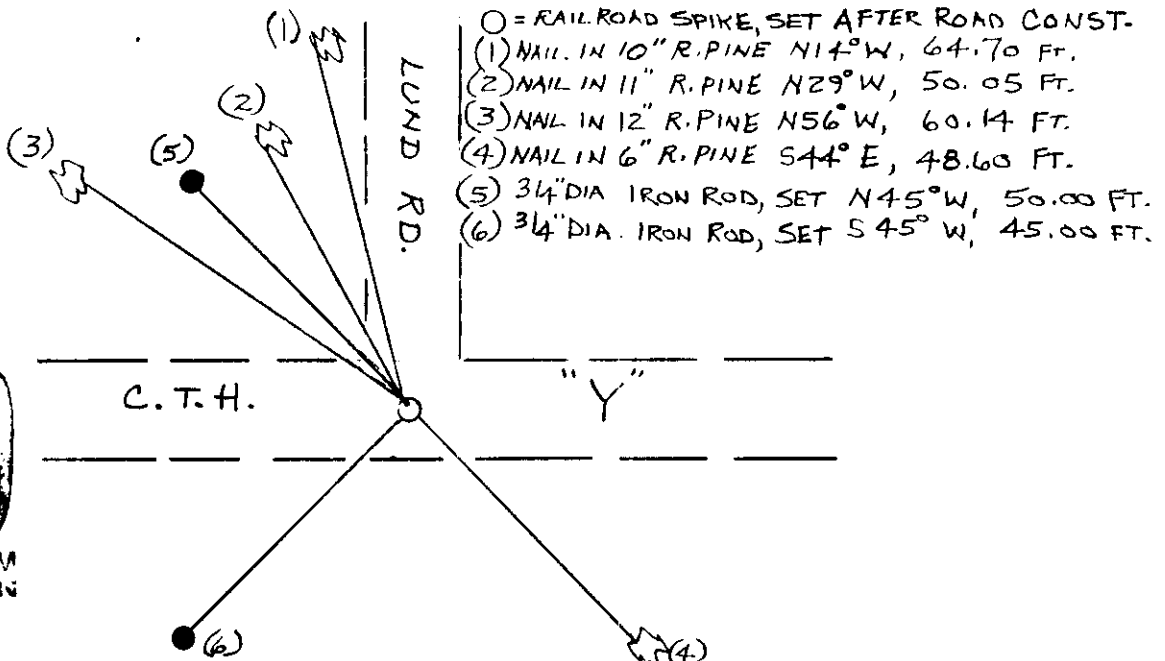 O = RAIL ROAD SPIKE, SET AFTER ROAD CONST.
(1) NAIL IN 10" R. PINE N14°W, 64.70 FT.
(2) NAIL IN 11" R. PINE N29°W, 50.05 FT.
(3) NAIL IN 12" R. PINE N56°W, 60.14 FT.
(4) NAIL IN 6" R. PINE S44°E, 48.60 FT.
(5) 3/4" DIA IRON ROD, SET N45°W, 50.00 FT.
(6) 3/4" DIA. IRON ROD, SET S45°W, 45.00 FT.
(1)
(2)
(3)
(5)
LUND RD.
C.T.H. "Y"
(6)
(4)